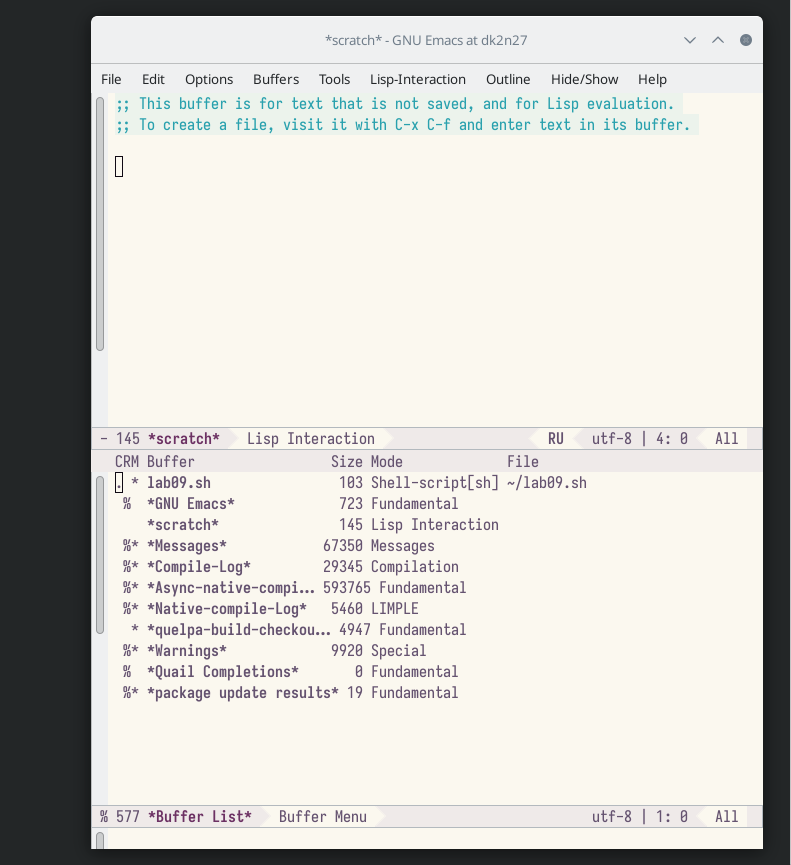 *scratch* - GNU Emacs at dk2n27
File Edit Options Buffers Tools Lisp-Interaction Outline Hide/Show Help
;; This buffer is for text that is not saved, and for Lisp evaluation.
;; To create a file, visit it with C-x C-f and enter text in its buffer.
- 145 *scratch* Lisp Interaction RU utf-8 | 4: 0 All
CRM Buffer Size Mode File
. * lab09.sh 103 Shell-script[sh] ~/lab09.sh
% *GNU Emacs* 723 Fundamental
*scratch* 145 Lisp Interaction
%* *Messages* 67350 Messages
%* *Compile-Log* 29345 Compilation
%* *Async-native-compi... 593765 Fundamental
%* *Native-compile-Log* 5460 LIMPLE
* *quelpa-build-checkou... 4947 Fundamental
%* *Warnings* 9920 Special
% *Quail Completions* 0 Fundamental
%* *package update results* 19 Fundamental
% 577 *Buffer List* Buffer Menu utf-8 | 1: 0 All